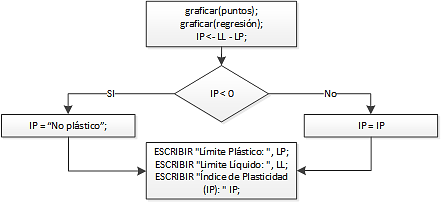 graficar(puntos);
graficar(regresión);
IP<- LL - LP;
SI
IP < 0
No
IP = “No plástico”;
IP = IP
ESCRIBIR "Límite Plástico: ", LP;
ESCRIBIR "Limite Líquido: ", LL;
ESCRIBIR "Índice de Plasticidad
(IP): " IP;